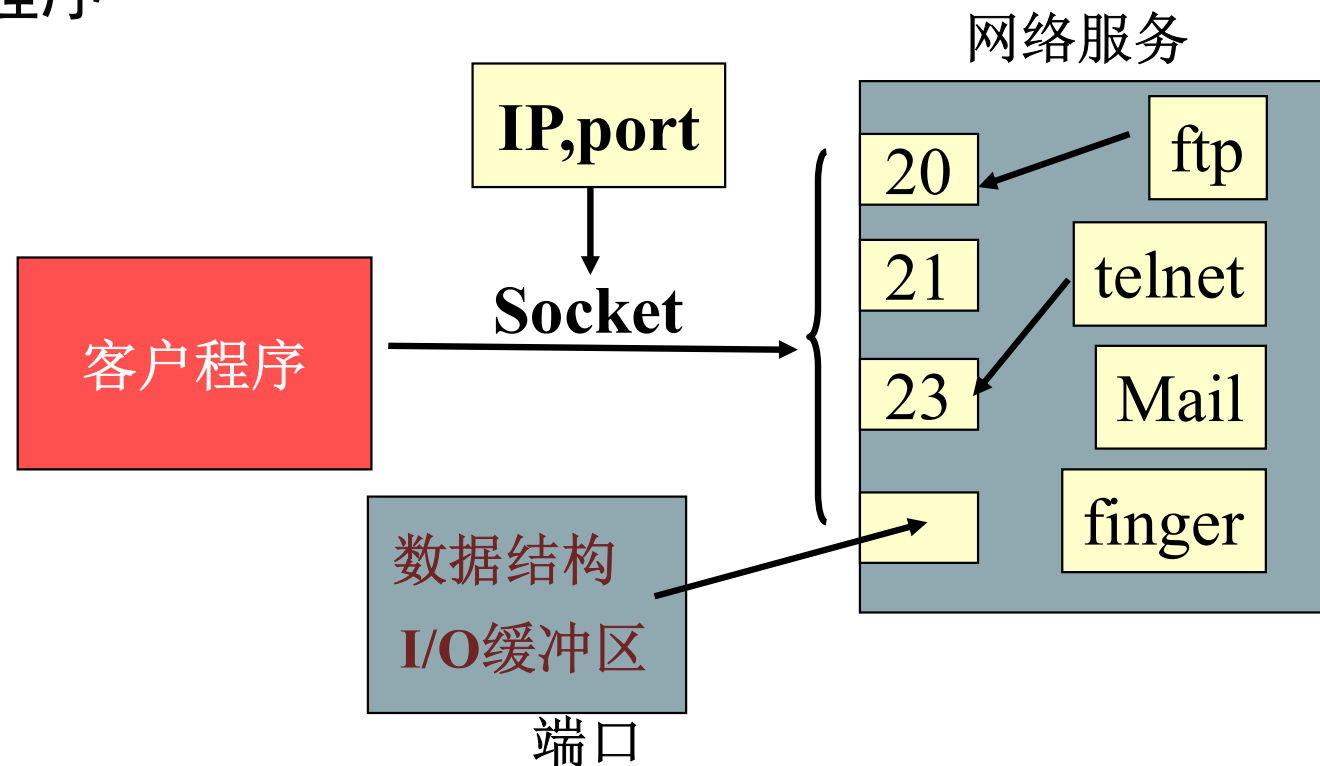 程序
网络服务
IP,port
20
ftp
21
telnet
Socket
客户程序
23
Mail
数据结构
finger
I/O缓冲区
端口